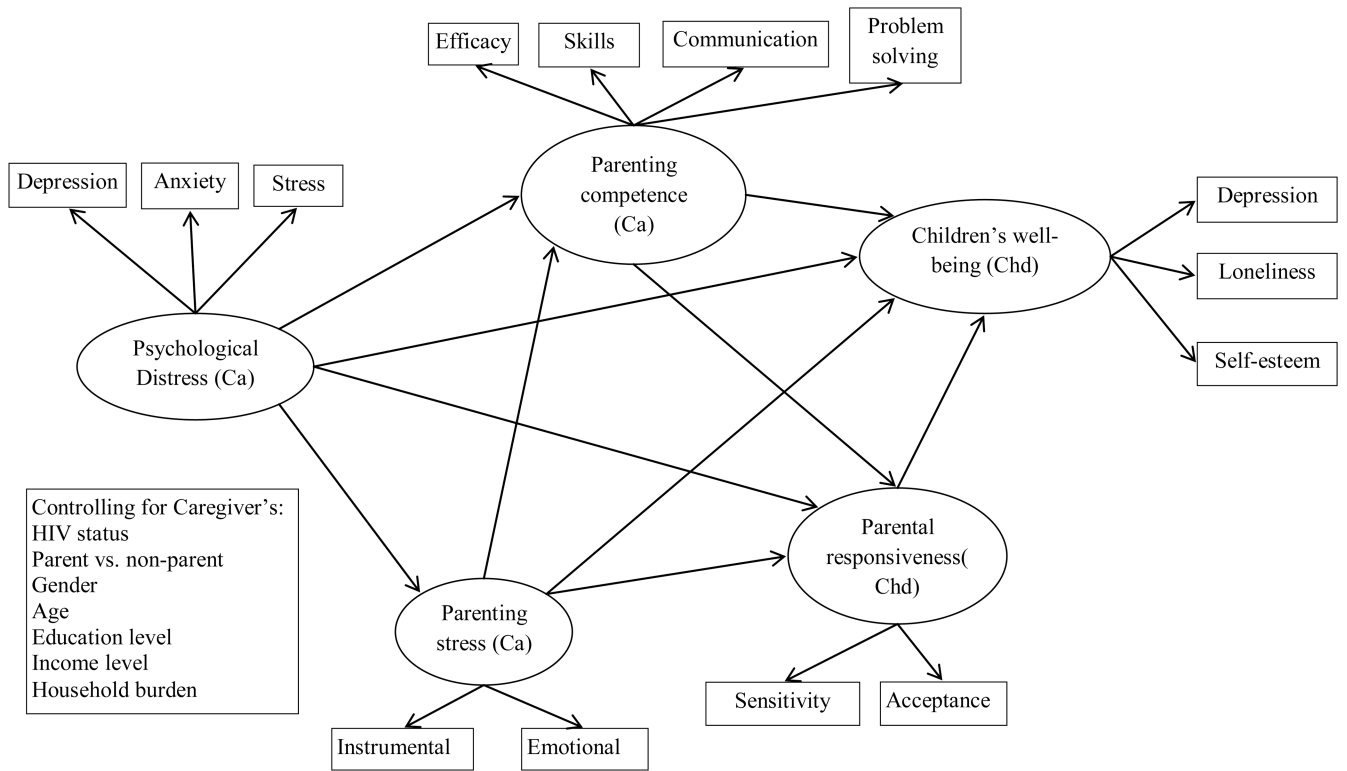 Efficacy
Skills
Communication
Problem
solving
Depression
Anxiety
Stress
Parenting
competence
(Ca)
Children’s well-
being (Chd)
Depression
Loneliness
Self-esteem
Psychological
Distress (Ca)
Controlling for Caregiver’s:
HIV status
Parent vs. non-parent
Gender
Age
Education level
Income level
Household burden
Parenting
stress (Ca)
Parental
responsiveness(
Chd)
Instrumental
Emotional
Sensitivity
Acceptance